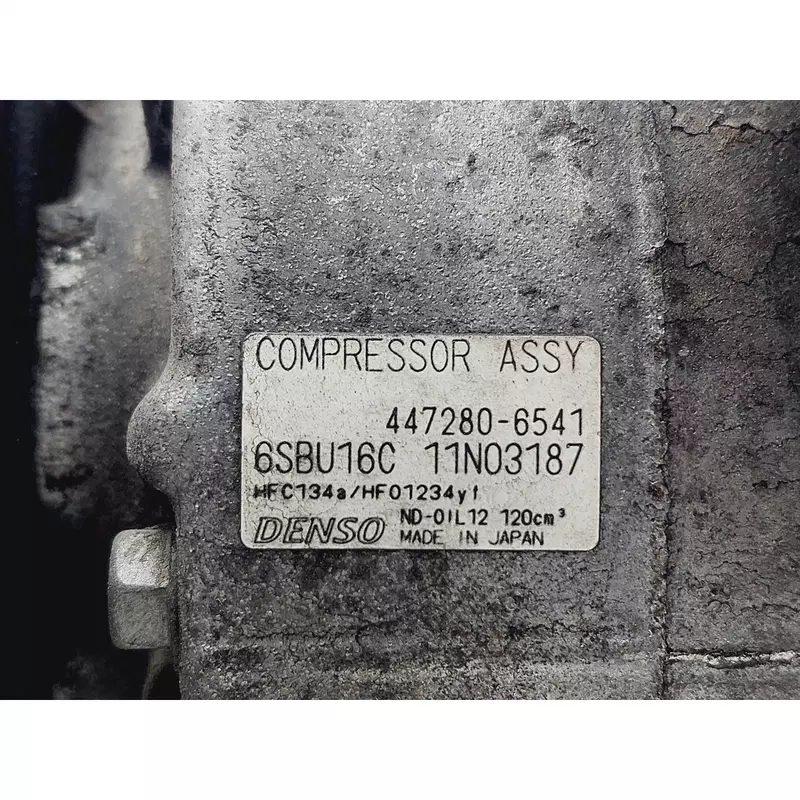 COMPRESSOR ASSY
447280-6541
6SBU16C 11N03187
HFC134a/HFO1234yf
DENSO ND-OIL12 120cm³
MADE IN JAPAN